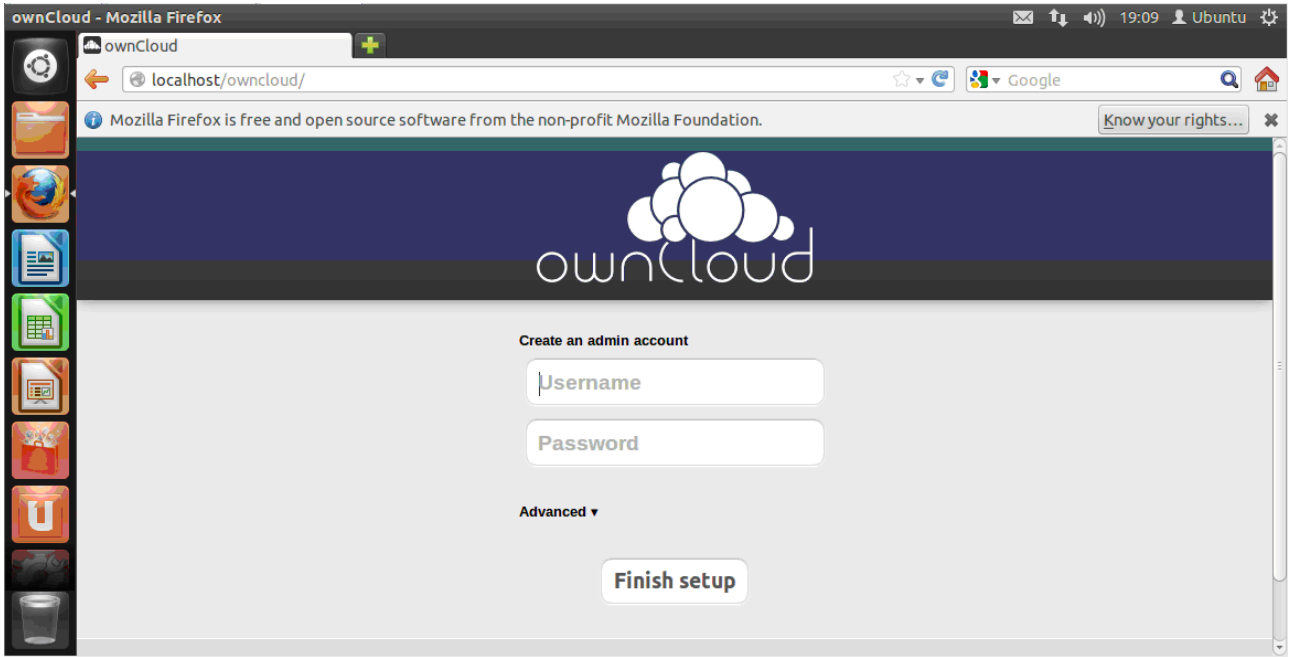 ownCloud - Mozilla Firefox
19:09 Ubuntu
ownCloud
localhost/owncloud/
Google
Mozilla Firefox is free and open source software from the non-profit Mozilla Foundation.
Know your rights...
ownCloud
Create an admin account
Username
Password
Advanced ▾
Finish setup